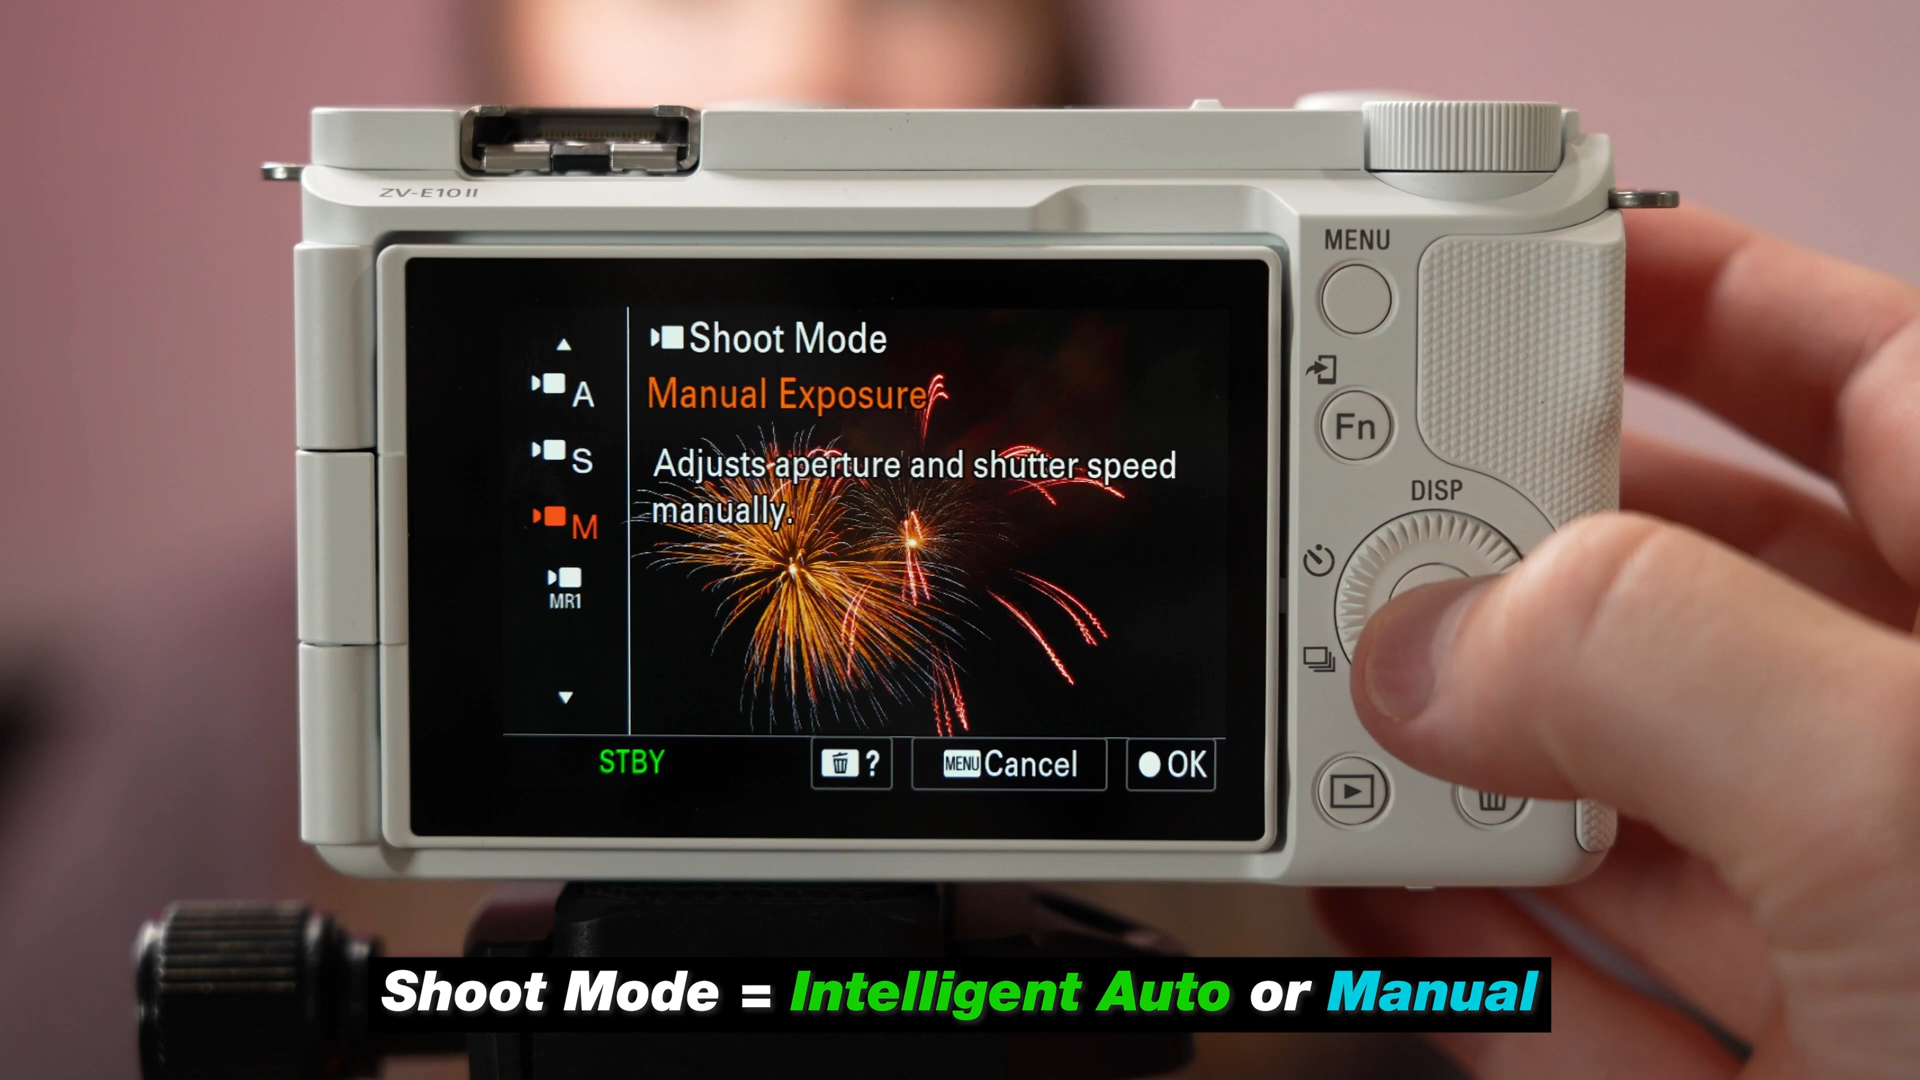 ZV-E10 II
MENU
Shoot Mode
A
Manual Exposure
Fn
S
Adjusts aperture and shutter speed
manually.
DISP
M
MR1
STBY
?
MENU Cancel
OK
Shoot Mode = Intelligent Auto or Manual